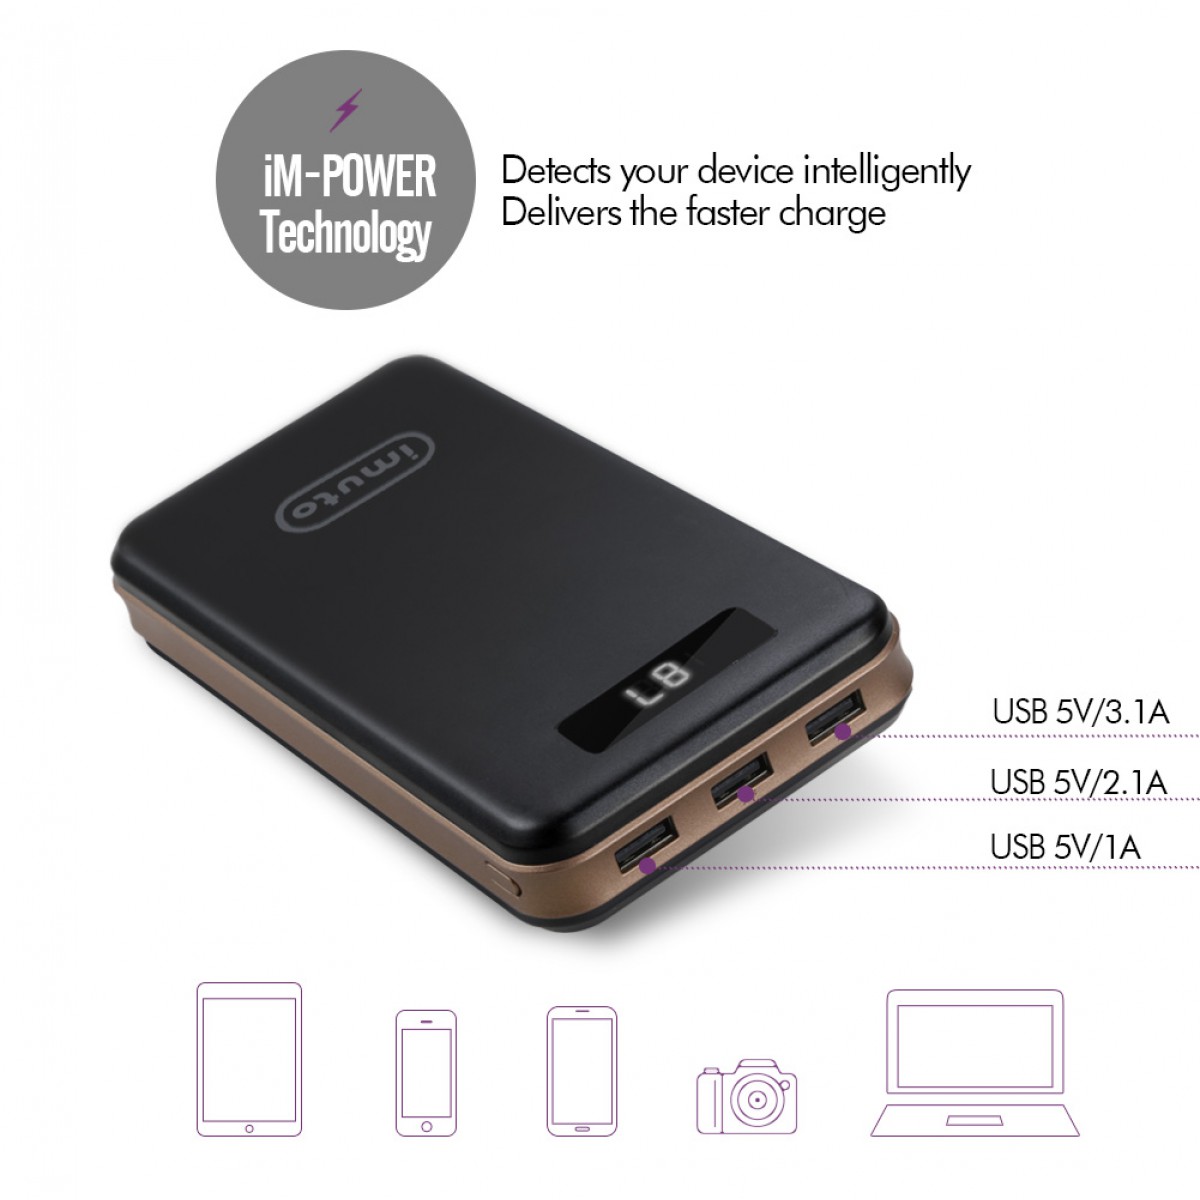 iM-POWER
Technology
Detects your device intelligently
Delivers the faster charge
imuto
87
USB 5V/3.1A
USB 5V/2.1A
USB 5V/1A